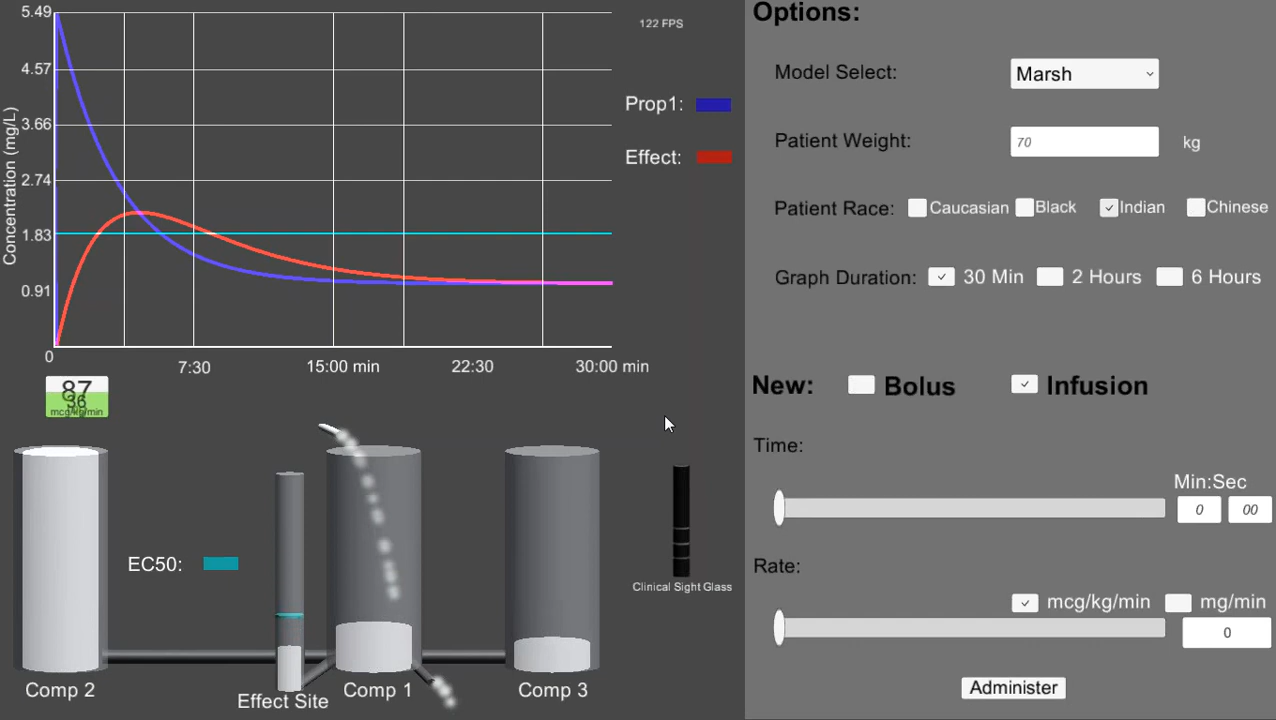 5.49
4.57
3.66
2.74
1.83
0.91
0
Concentration (mg/L)
7:30
15:00 min
22:30
30:00 min
122 FPS
Prop1:
Effect:
87
36
mcg/kg/min
EC50:
Clinical Sight Glass
Comp 2
Effect Site
Comp 1
Comp 3
Options:
Model Select:
Marsh
Patient Weight:
70
kg
Patient Race:
Caucasian
Black
Indian
Chinese
Graph Duration:
30 Min
2 Hours
6 Hours
New:
Bolus
Infusion
Time:
Min:Sec
0
00
Rate:
mcg/kg/min
mg/min
0
Administer